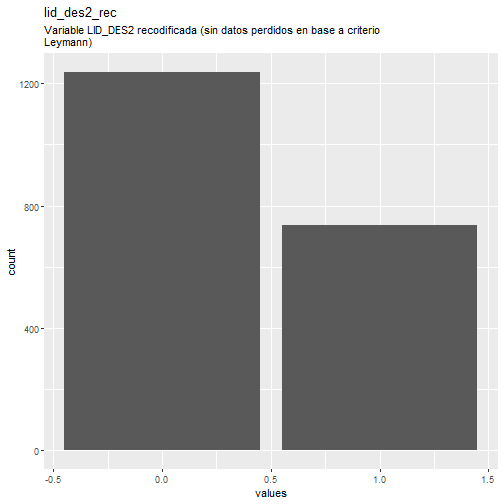 lid_des2_rec
Variable LID_DES2 recodificada (sin datos perdidos en base a criterio
Leymann)
1200
800
400
0
count
-0.5 0.0 0.5 1.0 1.5
values